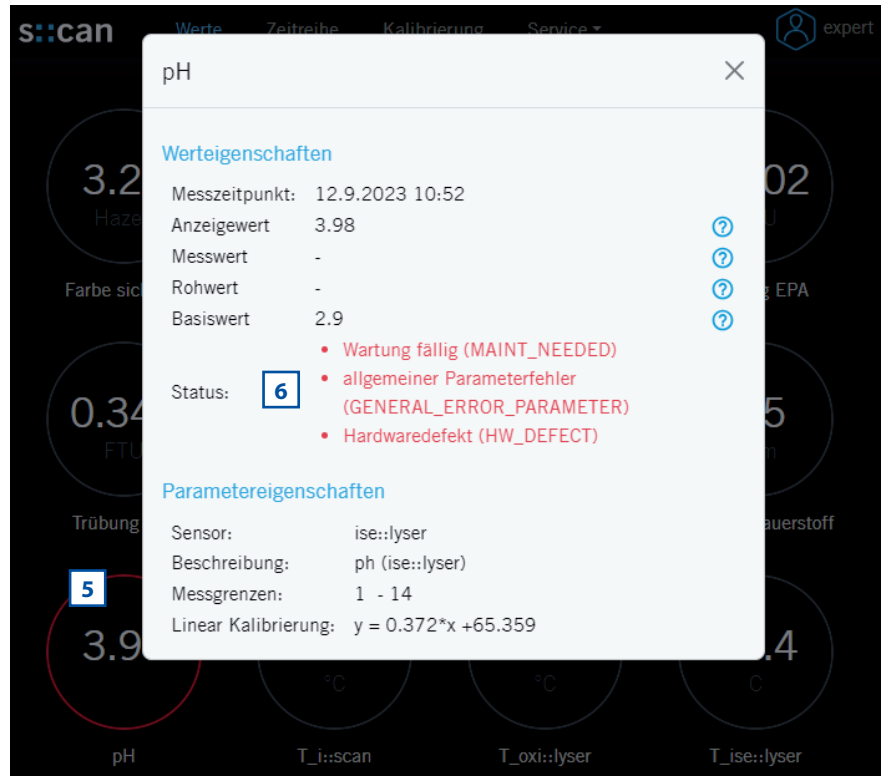 s::can Werte Zeitreihe Kalibrierung Service expert
pH
Werteigenschaften
Messzeitpunkt: 12.9.2023 10:52
Anzeigewert 3.98
Messwert -
Rohwert -
Basiswert 2.9
Status: 6
• Wartung fällig (MAINT_NEEDED)
• allgemeiner Parameterfehler
(GENERAL_ERROR_PARAMETER)
• Hardwaredefekt (HW_DEFECT)
Parametereigenschaften
Sensor: ise::lyser
Beschreibung: ph (ise::lyser)
Messgrenzen: 1 - 14
Linear Kalibrierung: y = 0.372*x +65.359
3.2
Haze
Farbe sic
02
U
EPA
0.34
FTU
Trübung
5
m
auerstoff
5
3.9
pH
°C
T_i::scan
°C
T_oxi::lyser
.4
C
T_ise::lyser